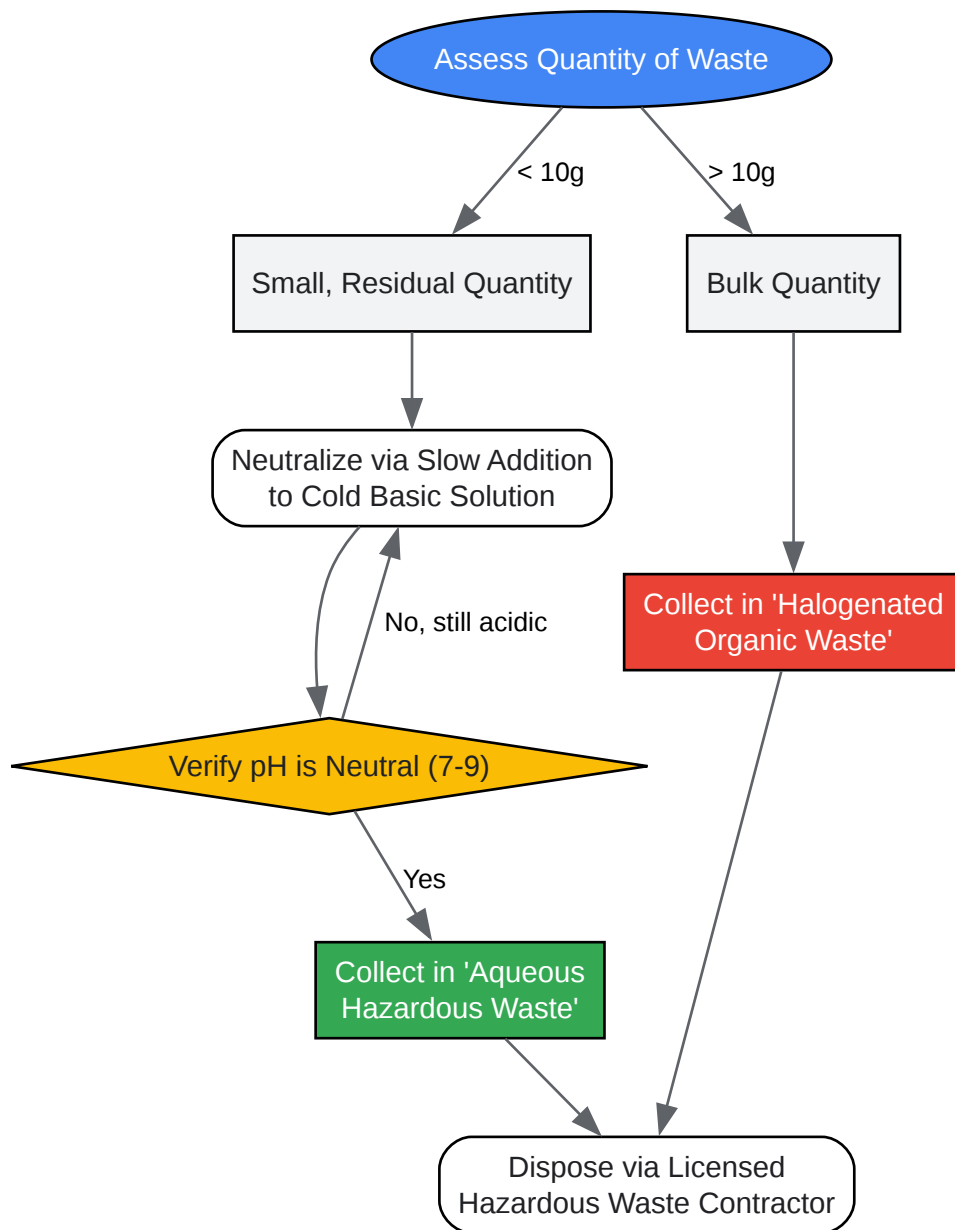 Assess Quantity of Waste
< 10g
> 10g
Small, Residual Quantity
Bulk Quantity
Neutralize via Slow Addition
to Cold Basic Solution
Collect in 'Halogenated
Organic Waste'
No, still acidic
Verify pH is Neutral (7-9)
Yes
Collect in 'Aqueous
Hazardous Waste'
Dispose via Licensed
Hazardous Waste Contractor